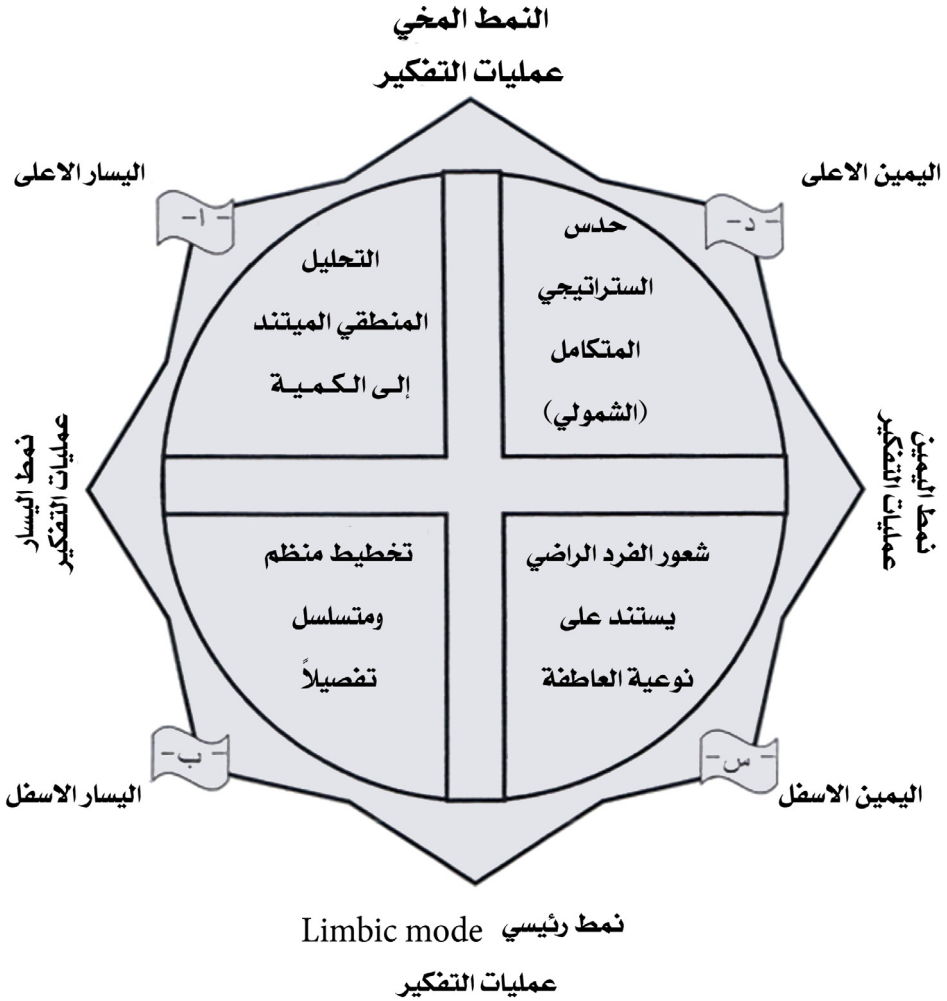 النمط المخي
عمليات التفكير
اليمين الاعلى
اليسار الاعلى
-د-
-ا-
حدس
الستراتيجي
المتكامل
(الشمولي)
التحليل
المنطقي الميتند
إلى الكمية
نمط اليمين
عمليات التفكير
نمط اليسار
عمليات التفكير
شعور الفرد الراضي
يستند على
نوعية العاطفة
تخطيط منظم
ومتسلسل
تفصيلاً
-س-
-ب-
اليمين الاسفل
اليسار الاسفل
نمط رئيسي Limbic mode
عمليات التفكير